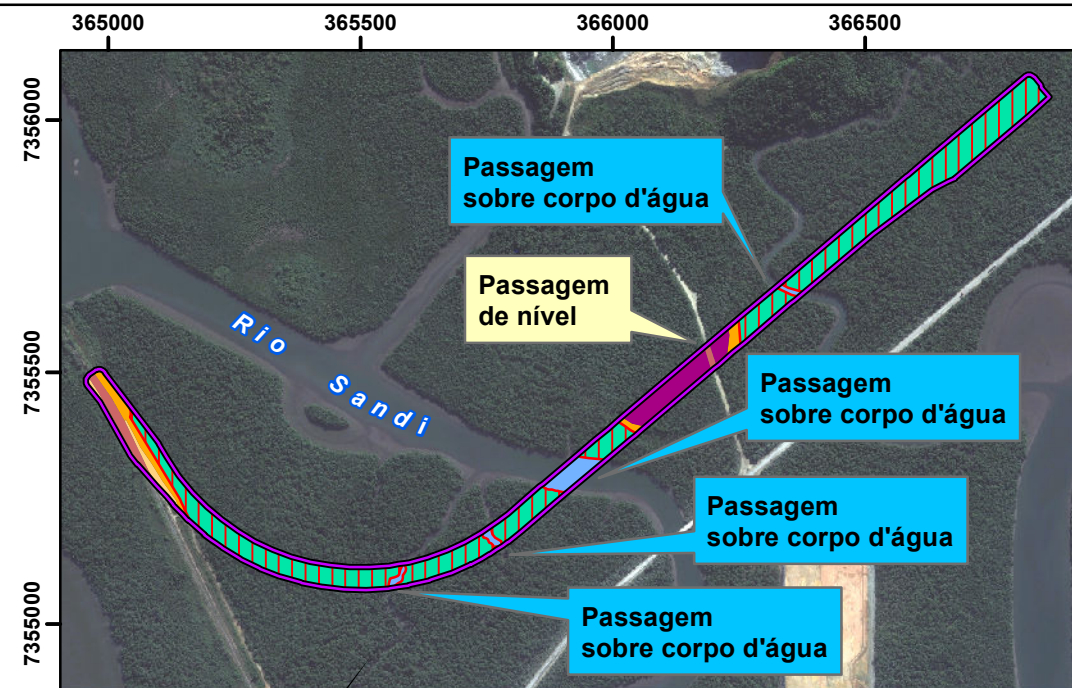 365000
365500
366000
366500
7356000
7355500
7355000
Passagem
sobre corpo d'água
Passagem
de nível
Rio
Sandi
Passagem
sobre corpo d'água
Passagem
sobre corpo d'água
Passagem
sobre corpo d'água